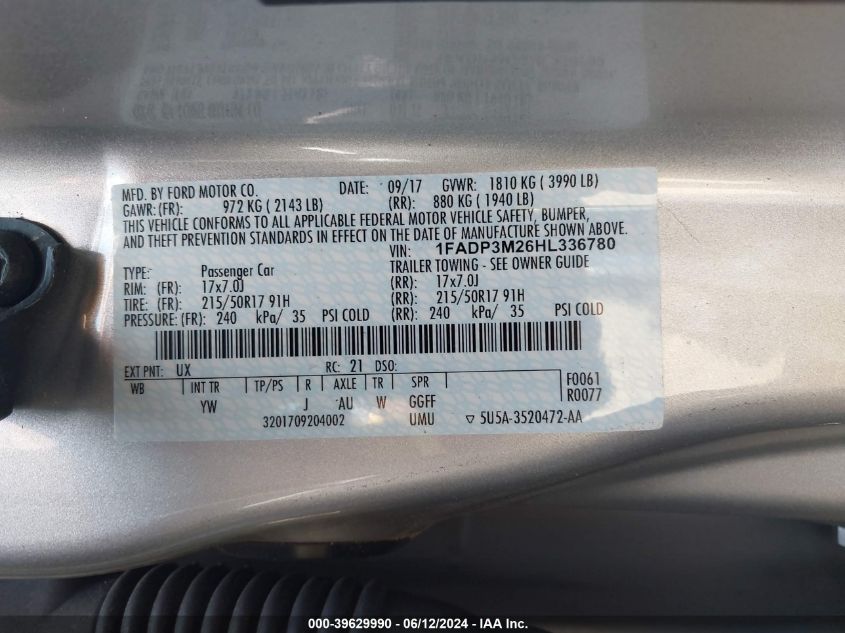 MFD. BY FORD MOTOR CO. DATE: 09/17 GVWR: 1810 KG ( 3990 LB)
GAWR:(FR): 972 KG ( 2143 LB) (RR): 880 KG ( 1940 LB)
THIS VEHICLE CONFORMS TO ALL APPLICABLE FEDERAL MOTOR VEHICLE SAFETY, BUMPER,
AND THEFT PREVENTION STANDARDS IN EFFECT ON THE DATE OF MANUFACTURE SHOWN ABOVE.
VIN: 1FADP3M26HL336780
TYPE: Passenger Car TRAILER TOWING - SEE OWNER GUIDE
RIM: (FR): 17x7.0J (RR): 17x7.0J
TIRE: (FR): 215/50R17 91H (RR): 215/50R17 91H
PRESSURE: (FR): 240 kPa/ 35 PSI COLD (RR): 240 kPa/ 35 PSI COLD
EXT PNT: UX RC: 21 DSO:
WB INT TR TP/PS R AXLE TR SPR F0061
R0077
YW J AU W GGFF
3201709204002 UMU ▽ 5U5A-3520472-AA
000-39629990 - 06/12/2024 - IAA Inc.